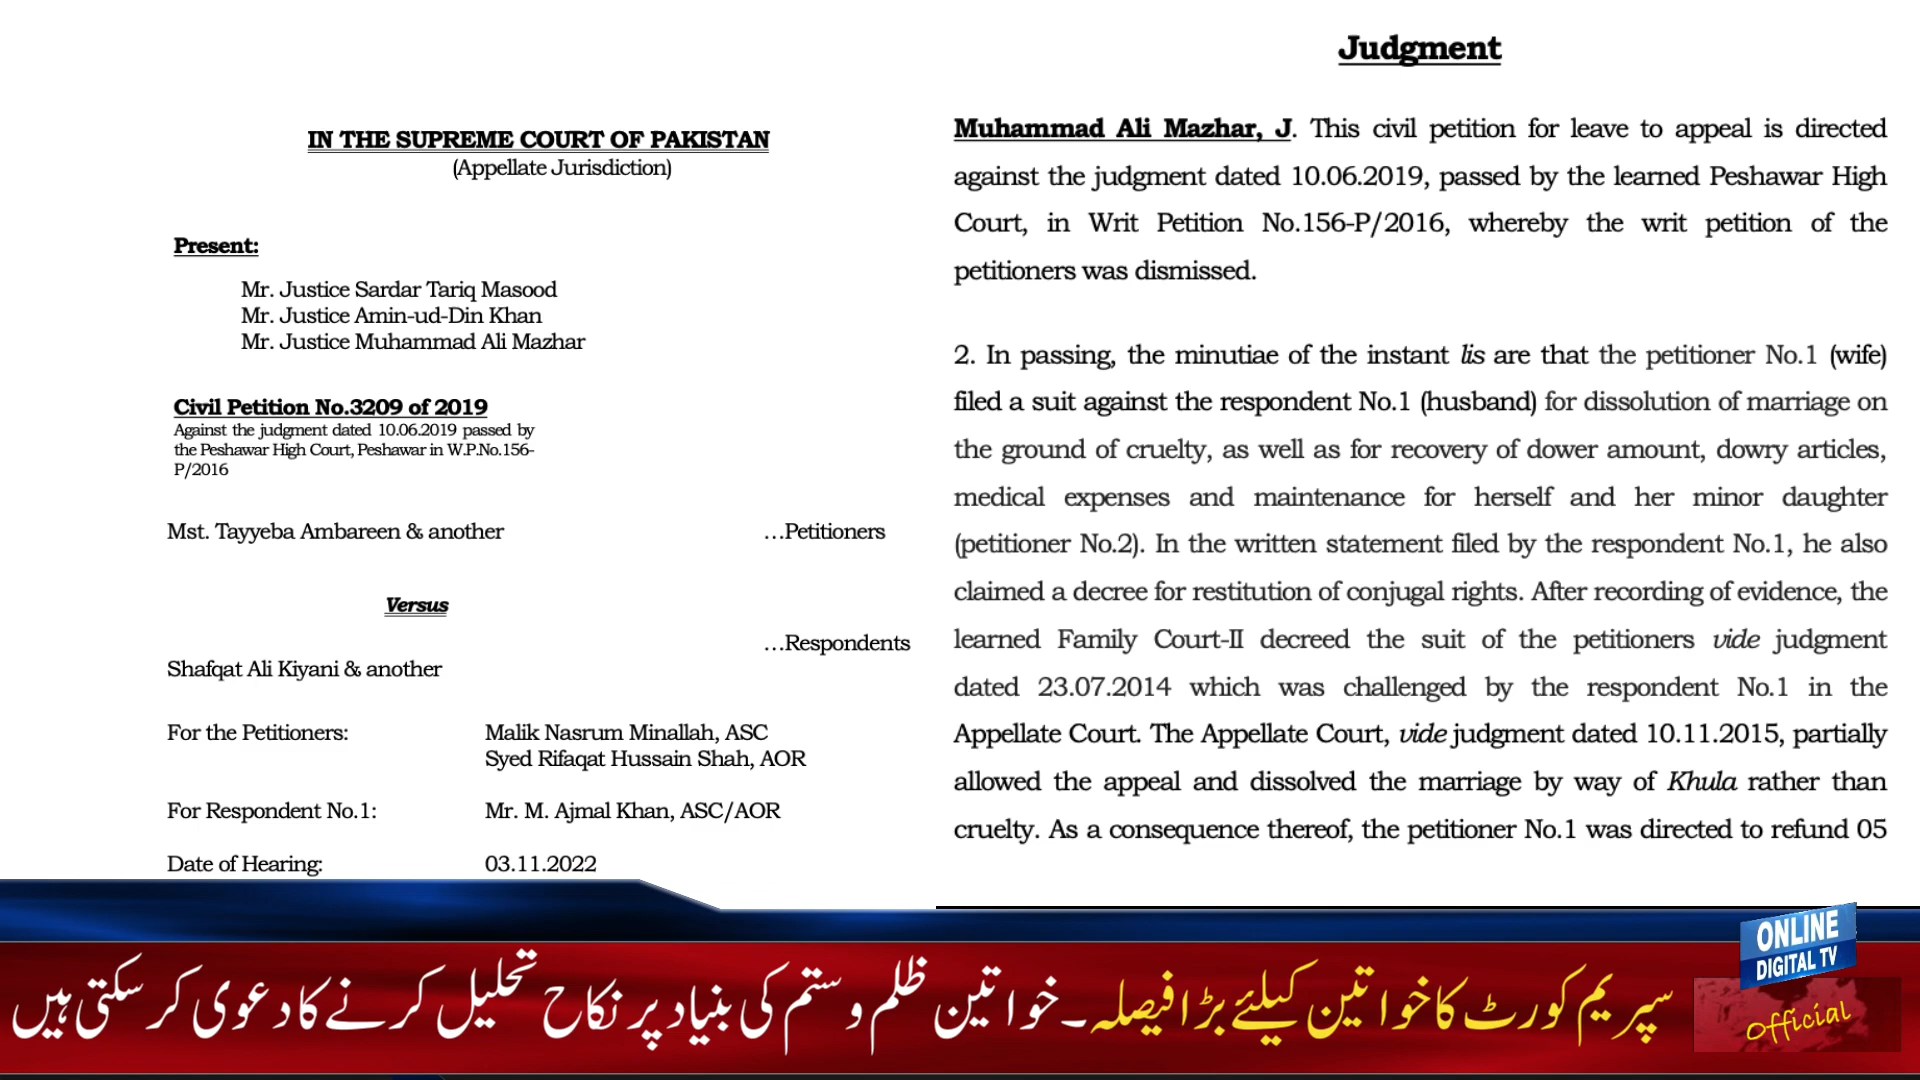 IN THE SUPREME COURT OF PAKISTAN
(Appellate Jurisdiction)
Present:
Mr. Justice Sardar Tariq Masood
Mr. Justice Amin-ud-Din Khan
Mr. Justice Muhammad Ali Mazhar
Civil Petition No.3209 of 2019
Against the judgment dated 10.06.2019 passed by
the Peshawar High Court, Peshawar in W.P.No.156-
P/2016
Mst. Tayyeba Ambareen & another …Petitioners
Versus
…Respondents
Shafqat Ali Kiyani & another
For the Petitioners: Malik Nasrum Minallah, ASC
Syed Rifaqat Hussain Shah, AOR
For Respondent No.1: Mr. M. Ajmal Khan, ASC/AOR
Date of Hearing: 03.11.2022
Judgment
Muhammad Ali Mazhar, J. This civil petition for leave to appeal is directed
against the judgment dated 10.06.2019, passed by the learned Peshawar High
Court, in Writ Petition No.156-P/2016, whereby the writ petition of the
petitioners was dismissed.
2. In passing, the minutiae of the instant lis are that the petitioner No.1 (wife)
filed a suit against the respondent No.1 (husband) for dissolution of marriage on
the ground of cruelty, as well as for recovery of dower amount, dowry articles,
medical expenses and maintenance for herself and her minor daughter
(petitioner No.2). In the written statement filed by the respondent No.1, he also
claimed a decree for restitution of conjugal rights. After recording of evidence, the
learned Family Court-II decreed the suit of the petitioners vide judgment
dated 23.07.2014 which was challenged by the respondent No.1 in the
Appellate Court. The Appellate Court, vide judgment dated 10.11.2015, partially
allowed the appeal and dissolved the marriage by way of Khula rather than
cruelty. As a consequence thereof, the petitioner No.1 was directed to refund 05
سپریم کورٹ کا خواتین کیلئے بڑا فیصلہ۔ خواتین ظلم و ستم کی بنیاد پر نکاح تحلیل کرنے کا دعویٰ کر سکتی ہیں
ONLINE
DIGITAL TV
Official